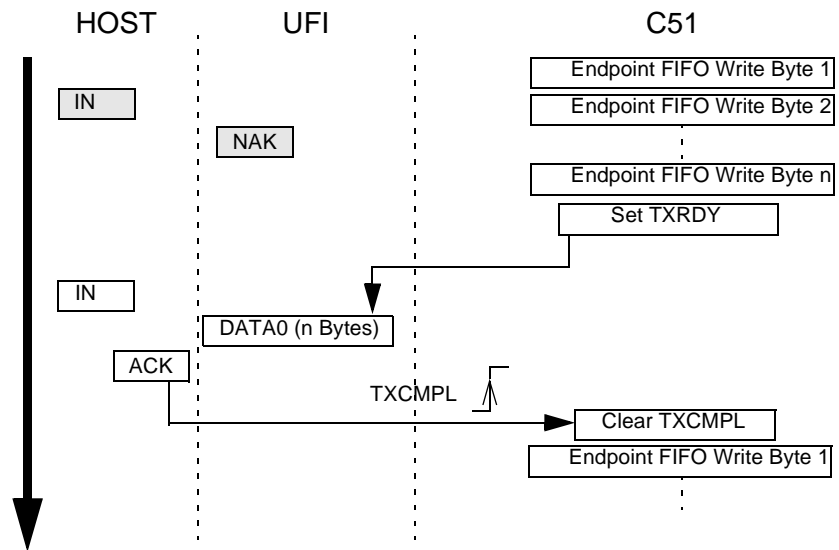 HOST UFI C51
Endpoint FIFO Write Byte 1
IN
Endpoint FIFO Write Byte 2
NAK
Endpoint FIFO Write Byte n
Set TXRDY
IN
DATA0 (n Bytes)
ACK
TXCMPL
Clear TXCMPL
Endpoint FIFO Write Byte 1